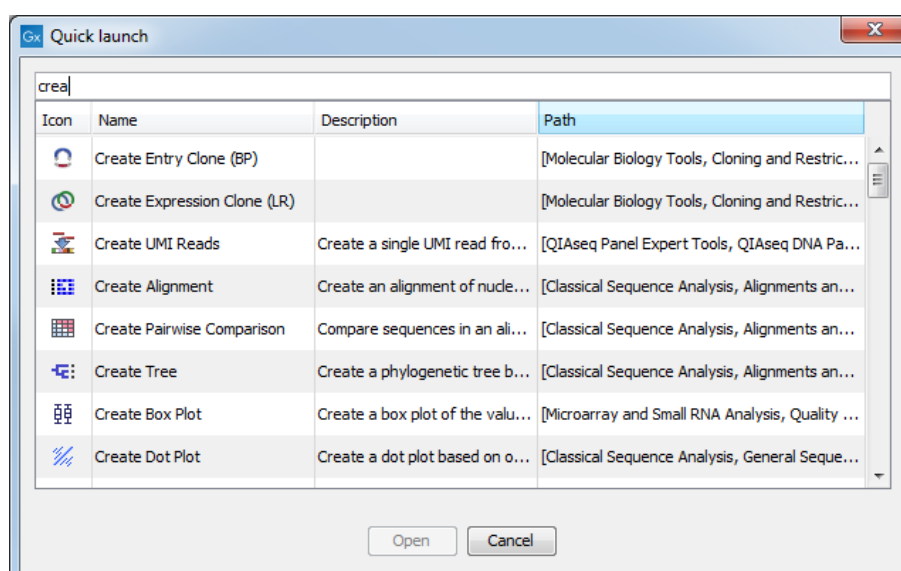 Gx Quick launch
crea
Icon Name Description Path
Create Entry Clone (BP) [Molecular Biology Tools, Cloning and Restric...
Create Expression Clone (LR) [Molecular Biology Tools, Cloning and Restric...
Create UMI Reads Create a single UMI read fro... [QIAseq Panel Expert Tools, QIAseq DNA Pa...
Create Alignment Create an alignment of nucle... [Classical Sequence Analysis, Alignments an...
Create Pairwise Comparison Compare sequences in an ali... [Classical Sequence Analysis, Alignments an...
Create Tree Create a phylogenetic tree b... [Classical Sequence Analysis, Alignments an...
Create Box Plot Create a box plot of the valu... [Microarray and Small RNA Analysis, Quality ...
Create Dot Plot Create a dot plot based on o... [Classical Sequence Analysis, General Seque...
Open Cancel